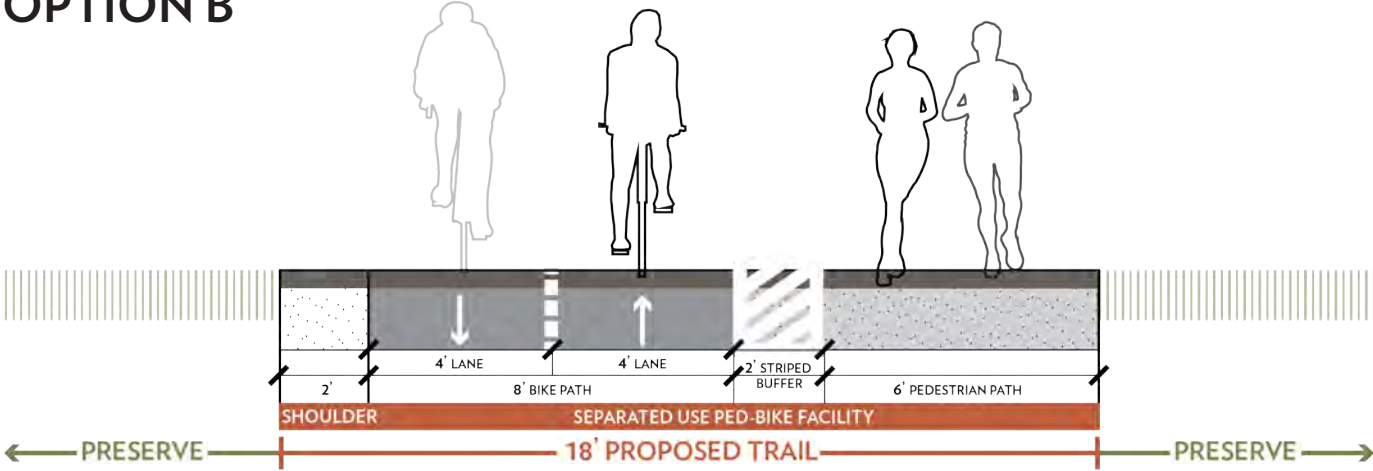 OPTION B
4' LANE
4' LANE
2' STRIPED
BUFFER
2'
8' BIKE PATH
6' PEDESTRIAN PATH
SHOULDER
SEPARATED USE PED-BIKE FACILITY
PRESERVE
18' PROPOSED TRAIL
PRESERVE